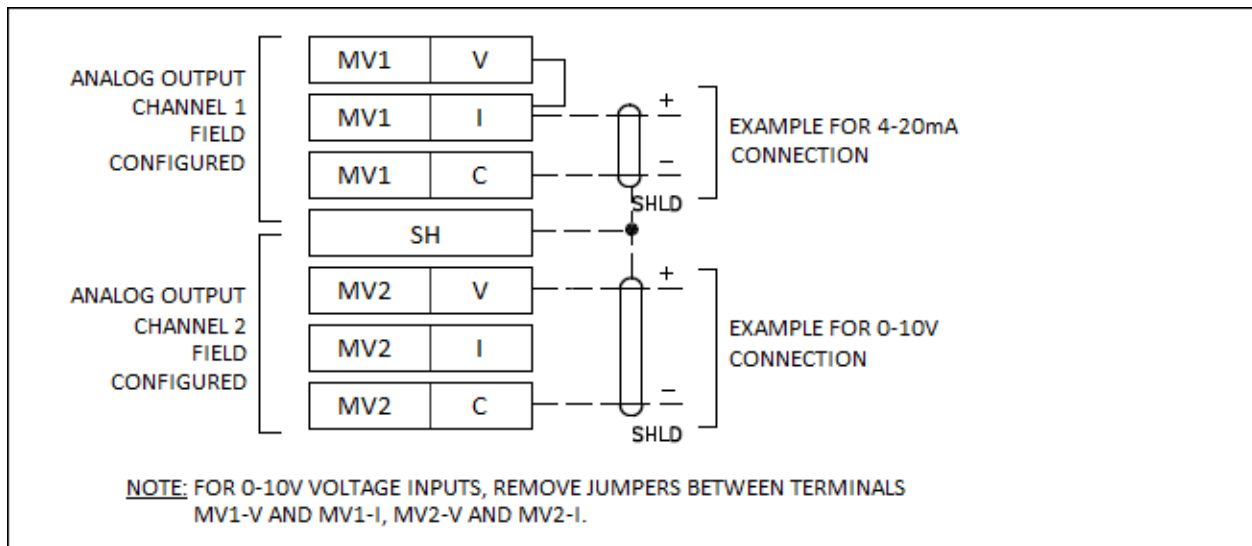 ANALOG OUTPUT
CHANNEL 1
FIELD
CONFIGURED
MV1 V
MV1 I
MV1 C
SH
+
−
SHLD
EXAMPLE FOR 4-20mA
CONNECTION
ANALOG OUTPUT
CHANNEL 2
FIELD
CONFIGURED
MV2 V
MV2 I
MV2 C
+
−
SHLD
EXAMPLE FOR 0-10V
CONNECTION
NOTE: FOR 0-10V VOLTAGE INPUTS, REMOVE JUMPERS BETWEEN TERMINALS
MV1-V AND MV1-I, MV2-V AND MV2-I.